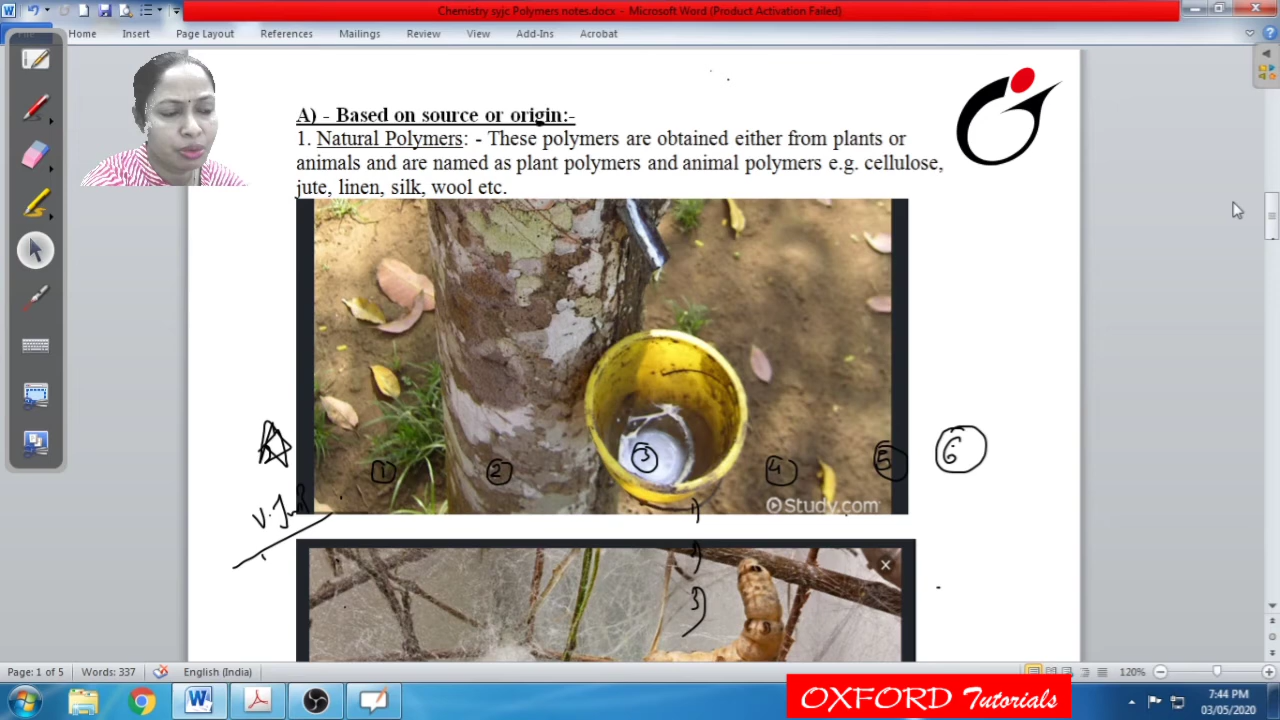 Chemistry syjc Polymers notes.docx - Microsoft Word (Product Activation Failed)
File Home Insert Page Layout References Mailings Review View Add-Ins Acrobat
A) - Based on source or origin:-
1. Natural Polymers: - These polymers are obtained either from plants or
animals and are named as plant polymers and animal polymers e.g. cellulose,
jute, linen, silk, wool etc.
1 2 3 4 5 6
Study.com
1)
3)
Page: 1 of 5 Words: 337 English (India) 120%
OXFORD Tutorials
7:44 PM
03/05/2020